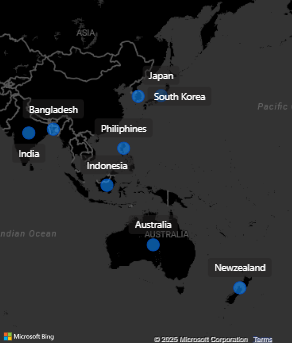 ASIA
Japan
South Korea
Pacific
Bangladesh
Philiphines
India
Indonesia
Indian Ocean
Australia
AUSTRALIA
Newzealand
Microsoft Bing
© 2025 Microsoft Corporation Terms